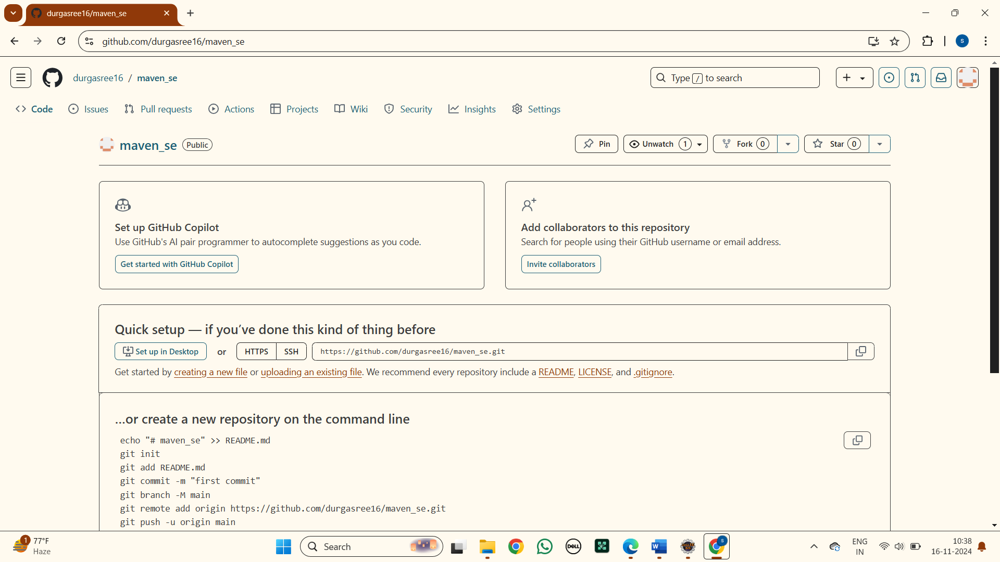 durgasree16/maven_se
github.com/durgasree16/maven_se
S
durgasree16 / maven_se
Type / to search
Code Issues Pull requests Actions Projects Wiki Security Insights Settings
maven_se Public
Pin Unwatch 1 Fork 0 Star 0
Set up GitHub Copilot
Use GitHub's AI pair programmer to autocomplete suggestions as you code.
Get started with GitHub Copilot
Add collaborators to this repository
Search for people using their GitHub username or email address.
Invite collaborators
Quick setup — if you’ve done this kind of thing before
Set up in Desktop or HTTPS SSH https://github.com/durgasree16/maven_se.git
Get started by creating a new file or uploading an existing file. We recommend every repository include a README, LICENSE, and .gitignore.
…or create a new repository on the command line
echo "# maven_se" >> README.md
git init
git add README.md
git commit -m "first commit"
git branch -M main
git remote add origin https://github.com/durgasree16/maven_se.git
git push -u origin main
1
77°F
Haze
Search
DELL
W
S
ENG
IN
10:38
16-11-2024